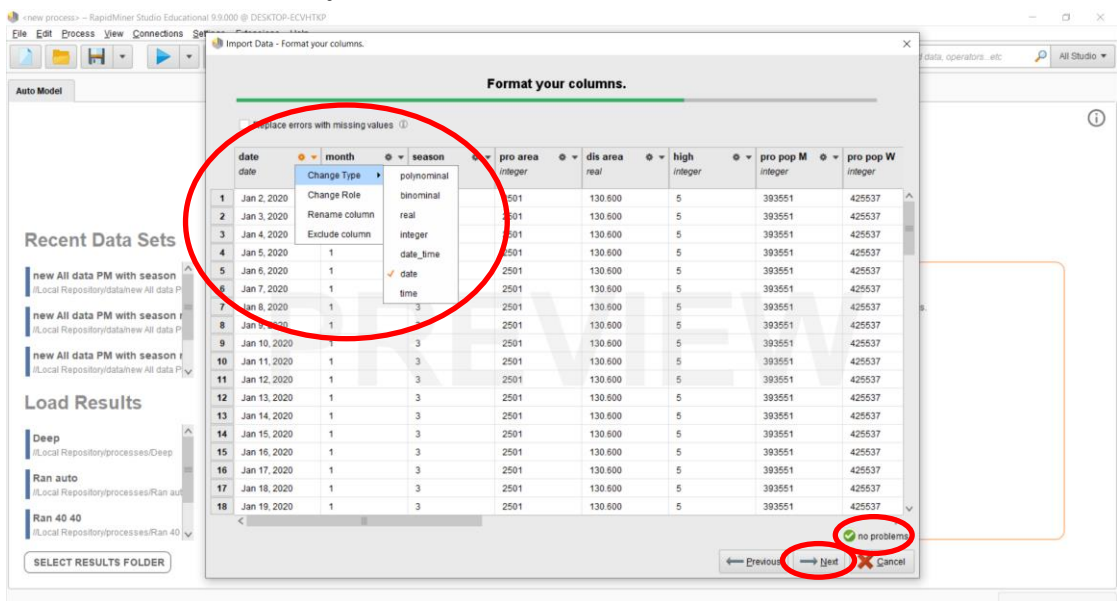 <new process> – RapidMiner Studio Educational 9.9.000 @ DESKTOP-ECVHTKP
File Edit Process View Connections
Import Data - Format your columns.
All Studio
Auto Model
Format your columns.
Replace errors with missing values
date month season pro area dis area high pro pop M pro pop W
date integer real integer integer integer
Change Type
Change Role
Rename column
Exclude column
polynominal
binominal
real
integer
date_time
date
time
1 Jan 2, 2020 2501 130.600 5 393551 425537
2 Jan 3, 2020 2501 130.600 5 393551 425537
3 Jan 4, 2020 2501 130.600 5 393551 425537
4 Jan 5, 2020 1 2501 130.600 5 393551 425537
5 Jan 6, 2020 1 2501 130.600 5 393551 425537
6 Jan 7, 2020 1 2501 130.600 5 393551 425537
7 Jan 8, 2020 1 3 2501 130.600 5 393551 425537
8 Jan 9, 2020 1 3 2501 130.600 5 393551 425537
9 Jan 10, 2020 1 3 2501 130.600 5 393551 425537
10 Jan 11, 2020 1 3 2501 130.600 5 393551 425537
11 Jan 12, 2020 1 3 2501 130.600 5 393551 425537
12 Jan 13, 2020 1 3 2501 130.600 5 393551 425537
13 Jan 14, 2020 1 3 2501 130.600 5 393551 425537
14 Jan 15, 2020 1 3 2501 130.600 5 393551 425537
15 Jan 16, 2020 1 3 2501 130.600 5 393551 425537
16 Jan 17, 2020 1 3 2501 130.600 5 393551 425537
17 Jan 18, 2020 1 3 2501 130.600 5 393551 425537
18 Jan 19, 2020 1 3 2501 130.600 5 393551 425537
PREVIEW
Recent Data Sets
new All data PM with season
//Local Repository/data/new All data P
new All data PM with season r
//Local Repository/data/new All data P
new All data PM with season r
//Local Repository/data/new All data P
Load Results
Deep
//Local Repository/processes/Deep
Ran auto
//Local Repository/processes/Ran aut
Ran 40 40
//Local Repository/processes/Ran 40
SELECT RESULTS FOLDER
no problems
Previous Next Cancel